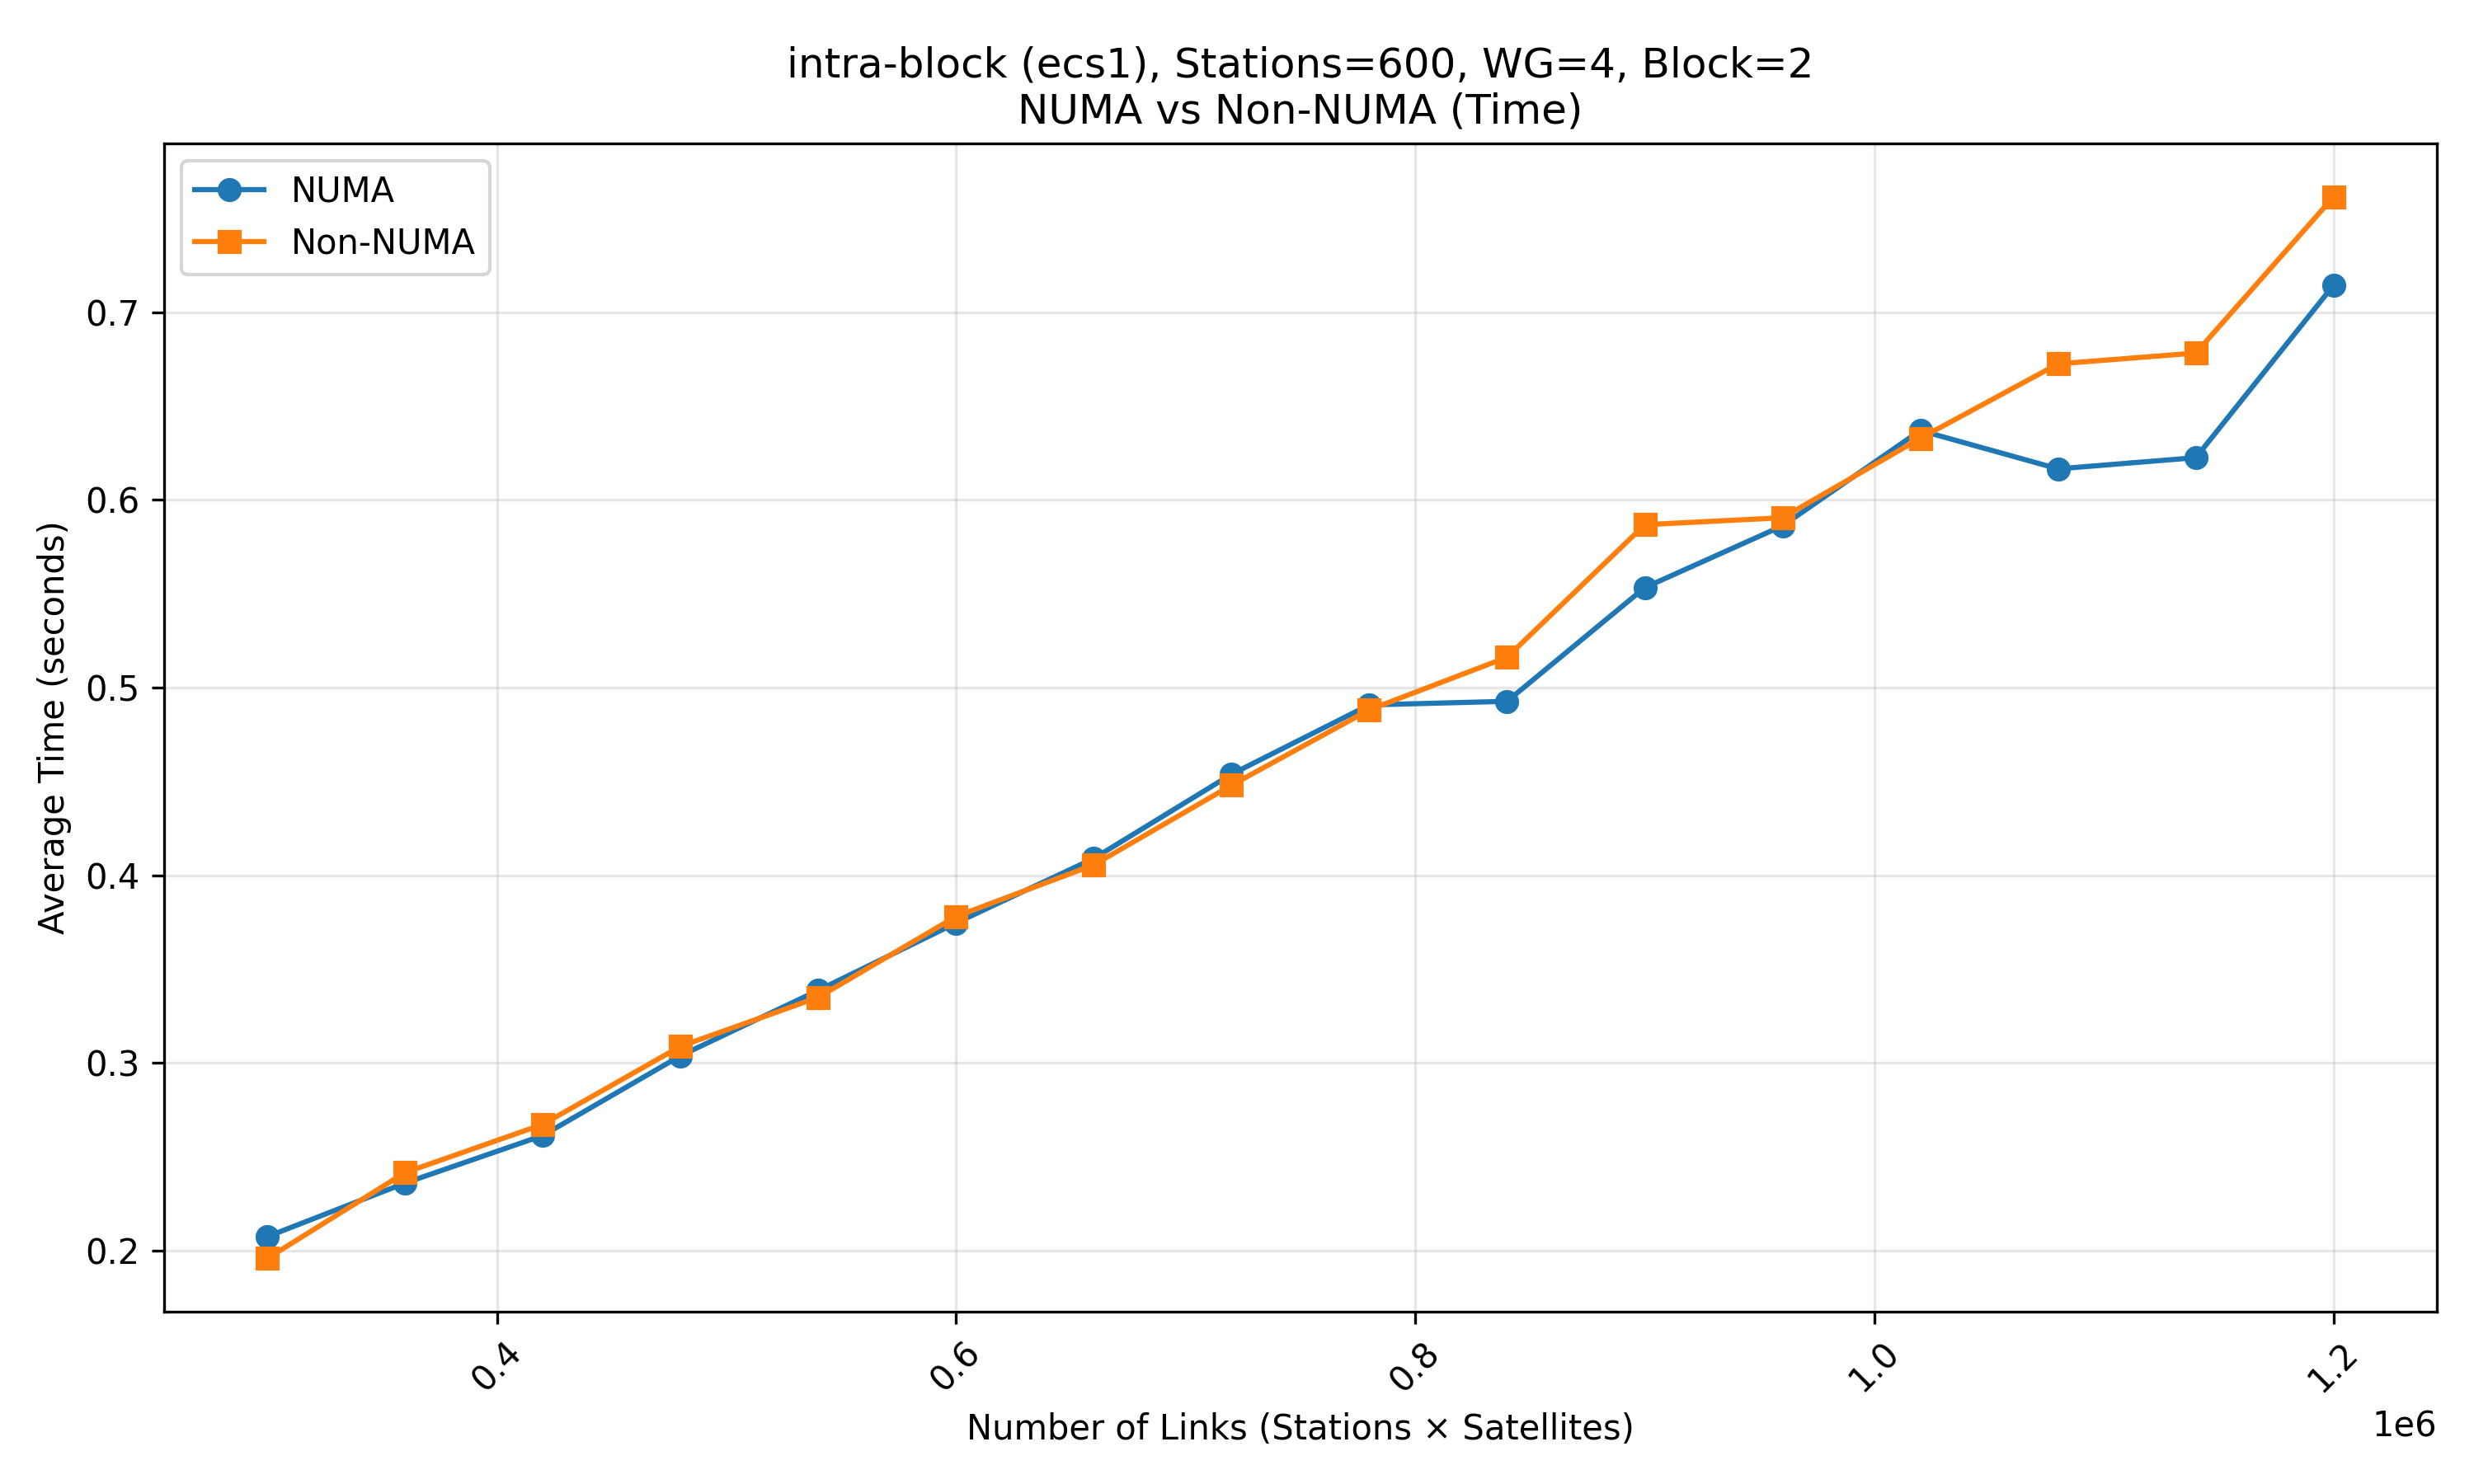 intra-block (ecs1), Stations=600, WG=4, Block=2
NUMA vs Non-NUMA (Time)
NUMA
Non-NUMA
Average Time (seconds)
0.7
0.6
0.5
0.4
0.3
0.2
0.4
0.6
0.8
1.0
1.2
1e6
Number of Links (Stations × Satellites)